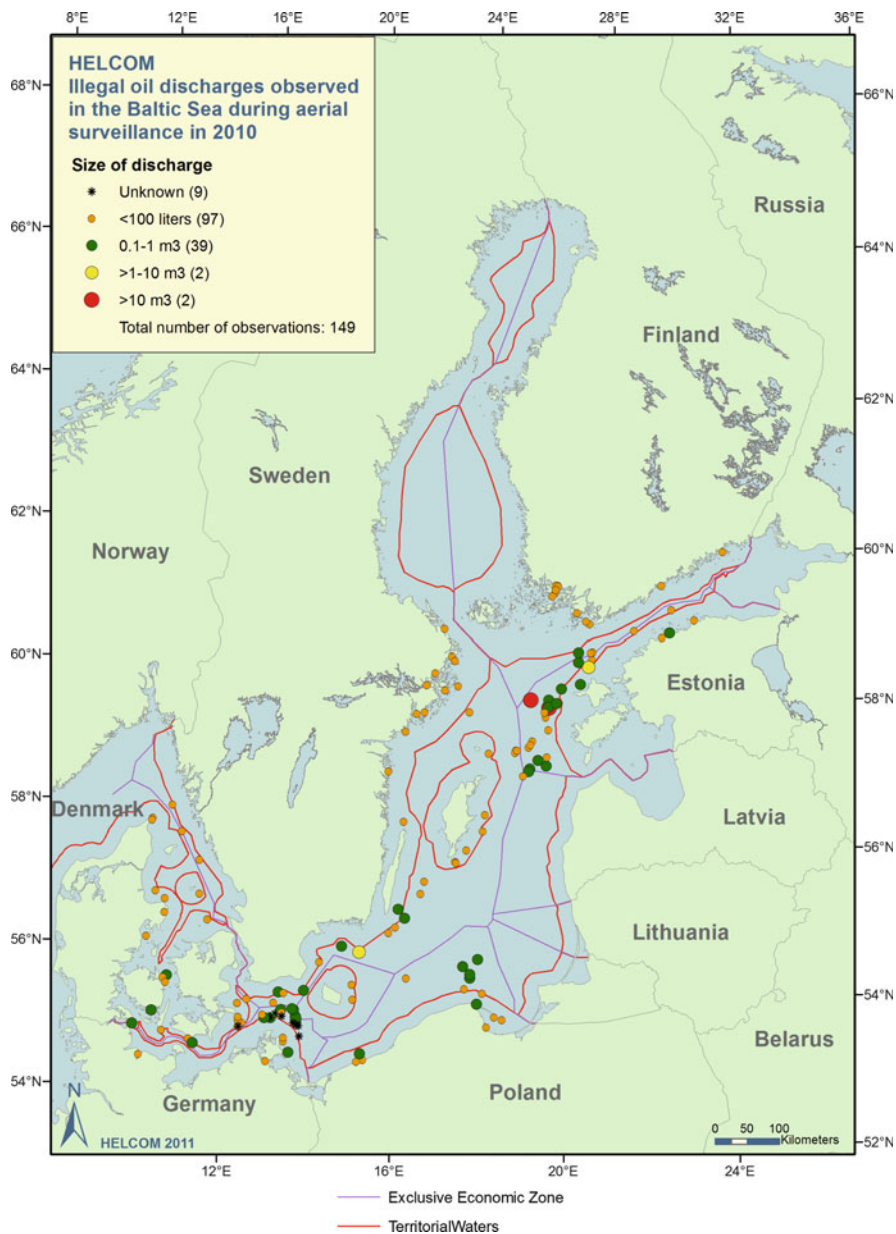 8°E 12°E 16°E 20°E 24°E 28°E 32°E 36°E
HELCOM
Illegal oil discharges observed
in the Baltic Sea during aerial
surveillance in 2010
Size of discharge
Unknown (9)
<100 liters (97)
0.1-1 m3 (39)
>1-10 m3 (2)
>10 m3 (2)
Total number of observations: 149
68°N
66°N
Russia
66°N
64°N
Finland
64°N
62°N
Sweden
62°N
Norway
60°N
60°N
Estonia
58°N
58°N
Denmark
Latvia
56°N
56°N
Lithuania
54°N
Belarus
54°N
Poland
Germany
N
HELCOM 2011
0 50 100
Kilometers
52°N
12°E 16°E 20°E 24°E
Exclusive Economic Zone
TerritorialWaters